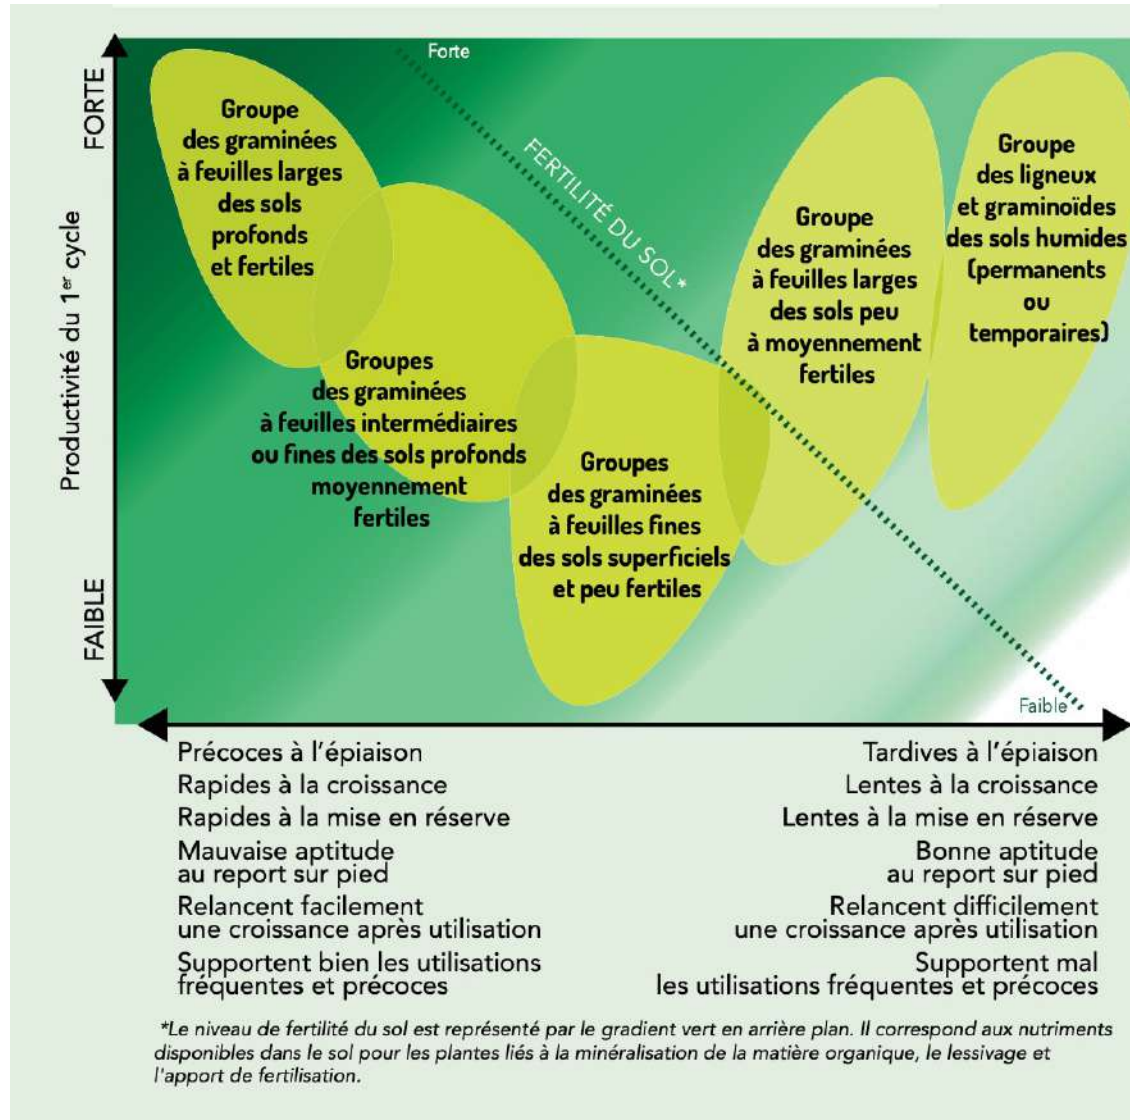 Forte
FORTE
Productivité du 1er cycle
FAIBLE
Groupe
des graminées
à feuilles larges
des sols
profonds
et fertiles
Groupes
des graminées
à feuilles intermédiaires
ou fines des sols profonds
moyennement
fertiles
Groupes
des graminées
à feuilles fines
des sols superficiels
et peu fertiles
FERTILITÉ DU SOL*
Groupe
des graminées
à feuilles larges
des sols peu
à moyennement
fertiles
Groupe
des ligneux
et graminoïdes
des sols humides
(permanents
ou
temporaires)
Faible
Précoces à l'épiaison
Rapides à la croissance
Rapides à la mise en réserve
Mauvaise aptitude
au report sur pied
Relancent facilement
une croissance après utilisation
Supportent bien les utilisations
fréquentes et précoces
Tardives à l'épiaison
Lentes à la croissance
Lentes à la mise en réserve
Bonne aptitude
au report sur pied
Relancent difficilement
une croissance après utilisation
Supportent mal
les utilisations fréquentes et précoces
*Le niveau de fertilité du sol est représenté par le gradient vert en arrière plan. Il correspond aux nutriments
disponibles dans le sol pour les plantes liés à la minéralisation de la matière organique, le lessivage et
l'apport de fertilisation.